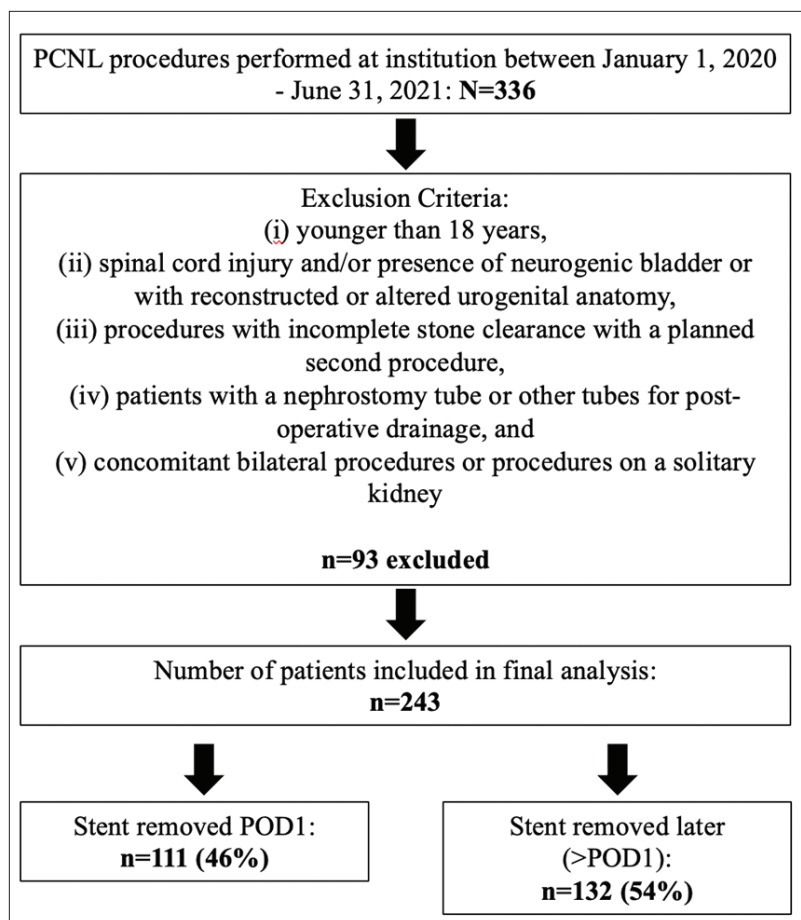 PCNL procedures performed at institution between January 1, 2020
- June 31, 2021: N=336
Exclusion Criteria:
(i) younger than 18 years,
(ii) spinal cord injury and/or presence of neurogenic bladder or
with reconstructed or altered urogenital anatomy,
(iii) procedures with incomplete stone clearance with a planned
second procedure,
(iv) patients with a nephrostomy tube or other tubes for post-
operative drainage, and
(v) concomitant bilateral procedures or procedures on a solitary
kidney
n=93 excluded
Number of patients included in final analysis:
n=243
Stent removed POD1:
n=111 (46%)
Stent removed later
(>POD1):
n=132 (54%)